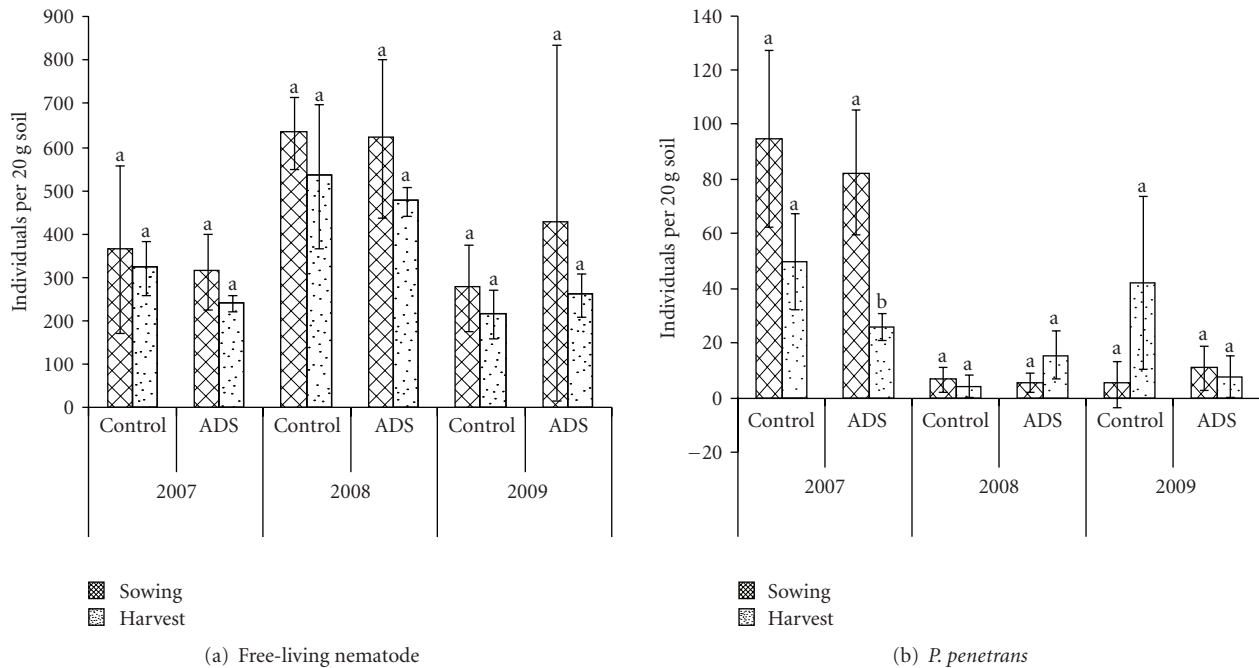 900
800
700
600
500
400
300
200
100
0
Individuals per 20 g soil
a a a a a a a a a a a a
Control ADS Control ADS Control ADS
2007 2008 2009
Sowing
Harvest
(a) Free-living nematode
140
120
100
80
60
40
20
0
−20
Individuals per 20 g soil
a a a b a a a a a a a a
Control ADS Control ADS Control ADS
2007 2008 2009
Sowing
Harvest
(b) P. penetrans